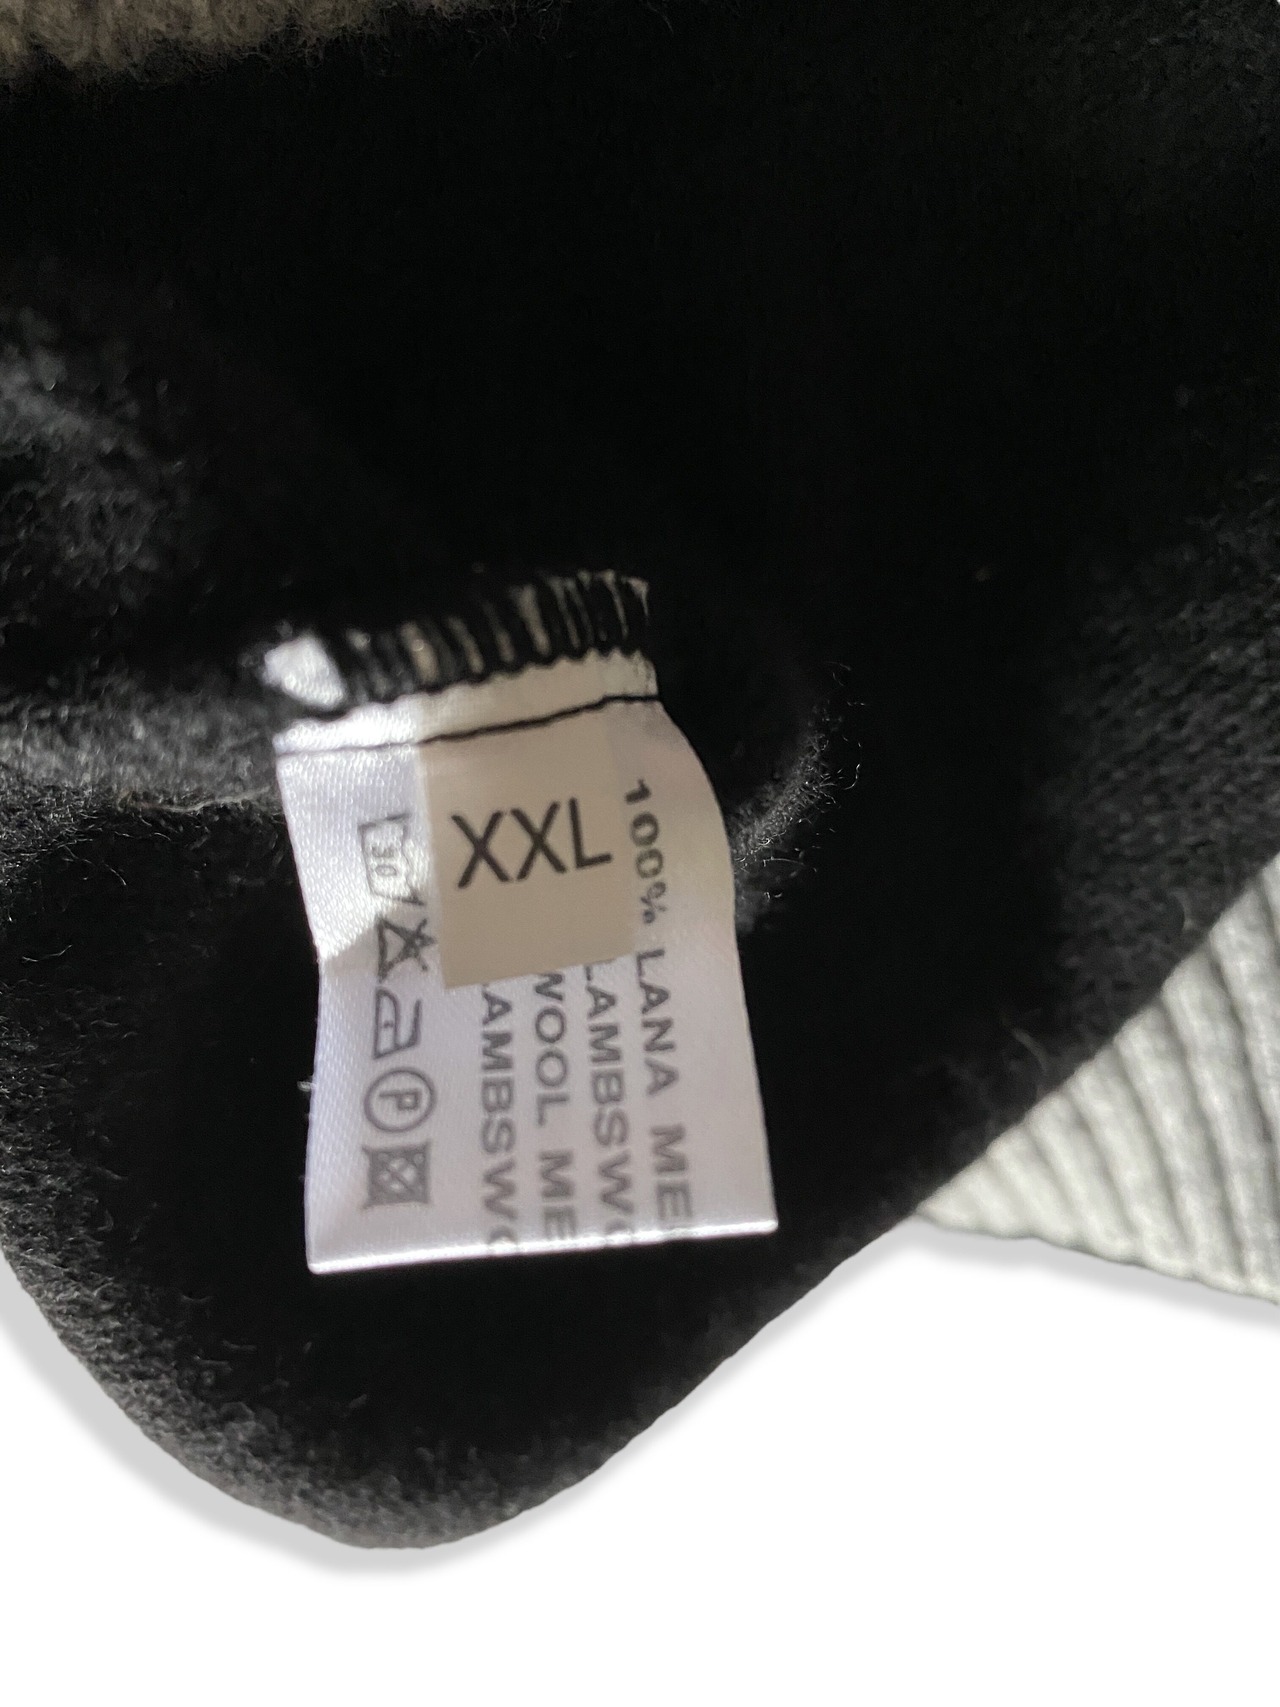 XXL
100% LANA ME
LAMBSWO
WOOL ME
LAMBSWO
30
P